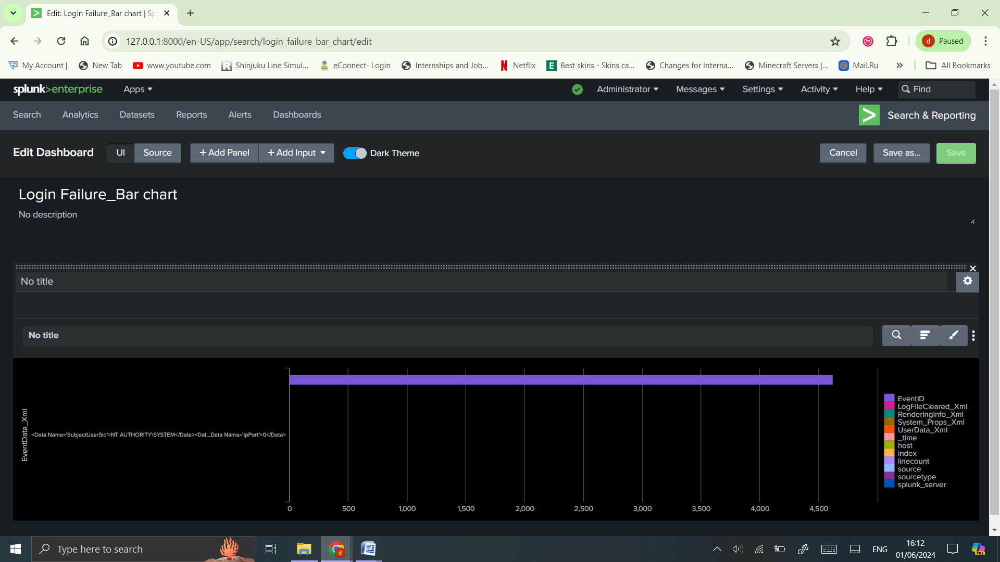 Edit: Login Failure_Bar chart | Sp
127.0.0.1:8000/en-US/app/search/login_failure_bar_chart/edit
d Paused
My Account |
New Tab
www.youtube.com
Shinjuku Line Simul...
eConnect- Login
Internships and Job...
Netflix
Best skins - Skins ca...
Changes for Interna...
Minecraft Servers |...
Mail.Ru
All Bookmarks
splunk>enterprise
Apps
Administrator
Messages
Settings
Activity
Help
Find
Search
Analytics
Datasets
Reports
Alerts
Dashboards
Search & Reporting
Edit Dashboard
UI
Source
+ Add Panel
+ Add Input
Dark Theme
Cancel
Save as...
Save
Login Failure_Bar chart
No description
No title
No title
EventData_Xml
<Data Name='SubjectUserSid'>NT AUTHORITY\SYSTEM</Data><Dat...Data Name='IpPort'>0</Data>
EventID
LogFileCleared_Xml
RenderingInfo_Xml
System_Props_Xml
UserData_Xml
_time
host
index
linecount
source
sourcetype
splunk_server
0 500 1,000 1,500 2,000 2,500 3,000 3,500 4,000 4,500
Type here to search
ENG
16:12
01/06/2024
PRE